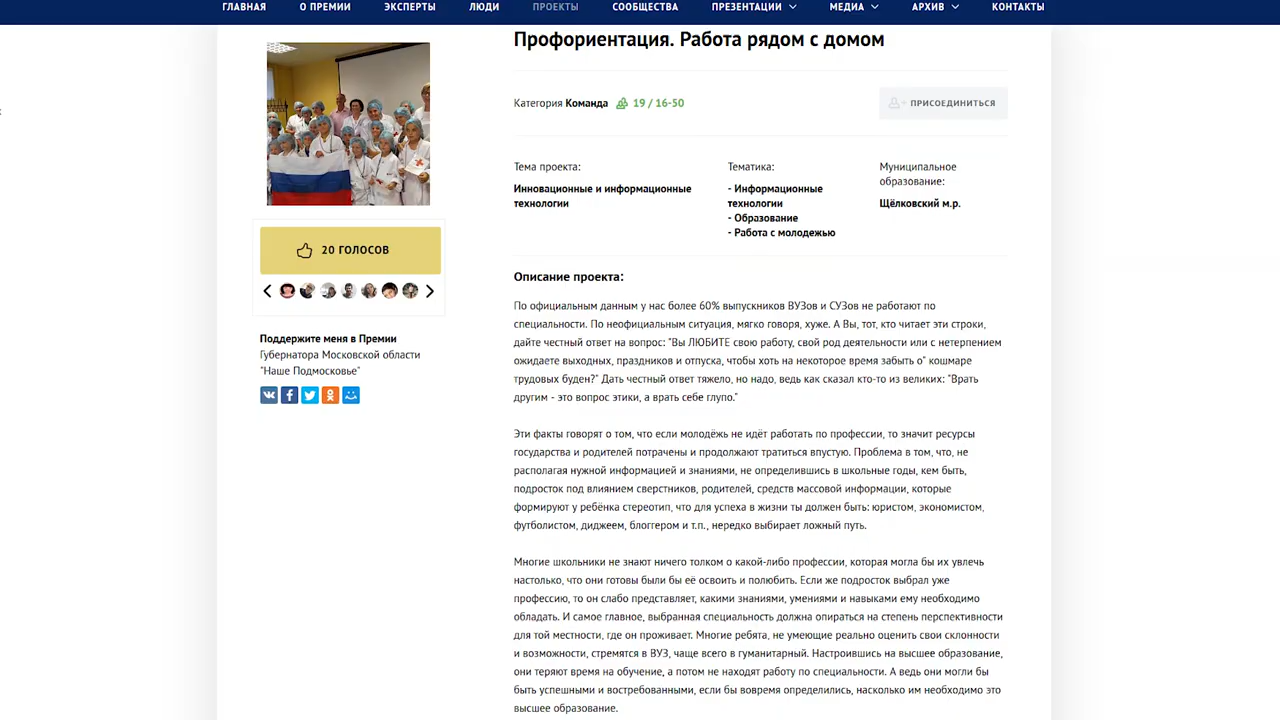 ГЛАВНАЯ О ПРЕМИИ ЭКСПЕРТЫ ЛЮДИ ПРОЕКТЫ СООБЩЕСТВА ПРЕЗЕНТАЦИИ МЕДИА АРХИВ КОНТАКТЫ
Профориентация. Работа рядом с домом
Категория Команда 19 / 16-50
ПРИСОЕДИНИТЬСЯ
Тема проекта:
Инновационные и информационные
технологии
Тематика:
- Информационные
технологии
- Образование
- Работа с молодежью
Муниципальное
образование:
Щёлковский м.р.
20 ГОЛОСОВ
Поддержите меня в Премии
Губернатора Московской области
"Наше Подмосковье"
Описание проекта:
По официальным данным у нас более 60% выпускников ВУЗов и СУЗов не работают по
специальности. По неофициальным ситуация, мягко говоря, хуже. А Вы, тот, кто читает эти строки,
дайте честный ответ на вопрос: "Вы ЛЮБИТЕ свою работу, свой род деятельности или с нетерпением
ожидаете выходных, праздников и отпуска, чтобы хоть на некоторое время забыть о" кошмаре
трудовых буден?" Дать честный ответ тяжело, но надо, ведь как сказал кто-то из великих: "Врать
другим - это вопрос этики, а врать себе глупо."
Эти факты говорят о том, что если молодёжь не идёт работать по профессии, то значит ресурсы
государства и родителей потрачены и продолжают тратиться впустую. Проблема в том, что, не
располагая нужной информацией и знаниями, не определившись в школьные годы, кем быть,
подросток под влиянием сверстников, родителей, средств массовой информации, которые
формируют у ребёнка стереотип, что для успеха в жизни ты должен быть: юристом, экономистом,
футболистом, диджеем, блоггером и т.п., нередко выбирает ложный путь.
Многие школьники не знают ничего толком о какой-либо профессии, которая могла бы их увлечь
настолько, что они готовы были бы её освоить и полюбить. Если же подросток выбрал уже
профессию, то он слабо представляет, какими знаниями, умениями и навыками ему необходимо
обладать. И самое главное, выбранная специальность должна опираться на степень перспективности
для той местности, где он проживает. Многие ребята, не умеющие реально оценить свои склонности
и возможности, стремятся в ВУЗ, чаще всего в гуманитарный. Настроившись на высшее образование,
они теряют время на обучение, а потом не находят работу по специальности. А ведь они могли бы
быть успешными и востребованными, если бы вовремя определились, насколько им необходимо это
высшее образование.